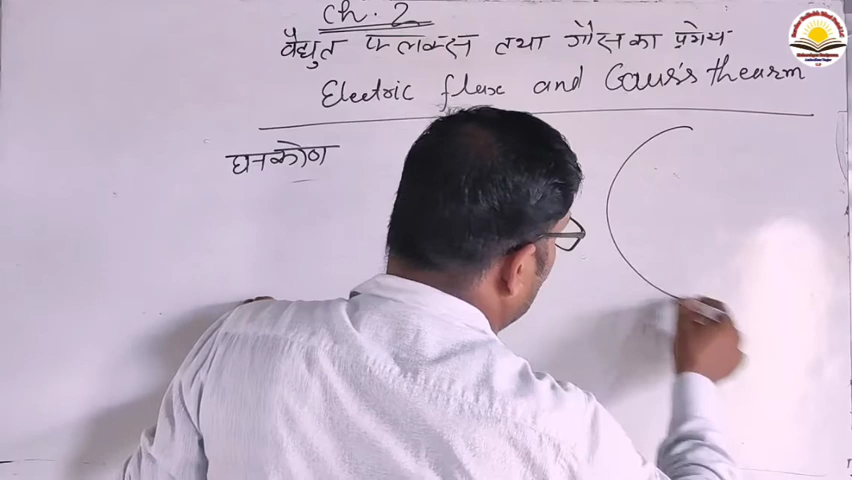 Ch. 2
वैद्युत फ्लक्स तथा गौस का प्रमेय
Electric flux and Gauss's thearm
घनकोण